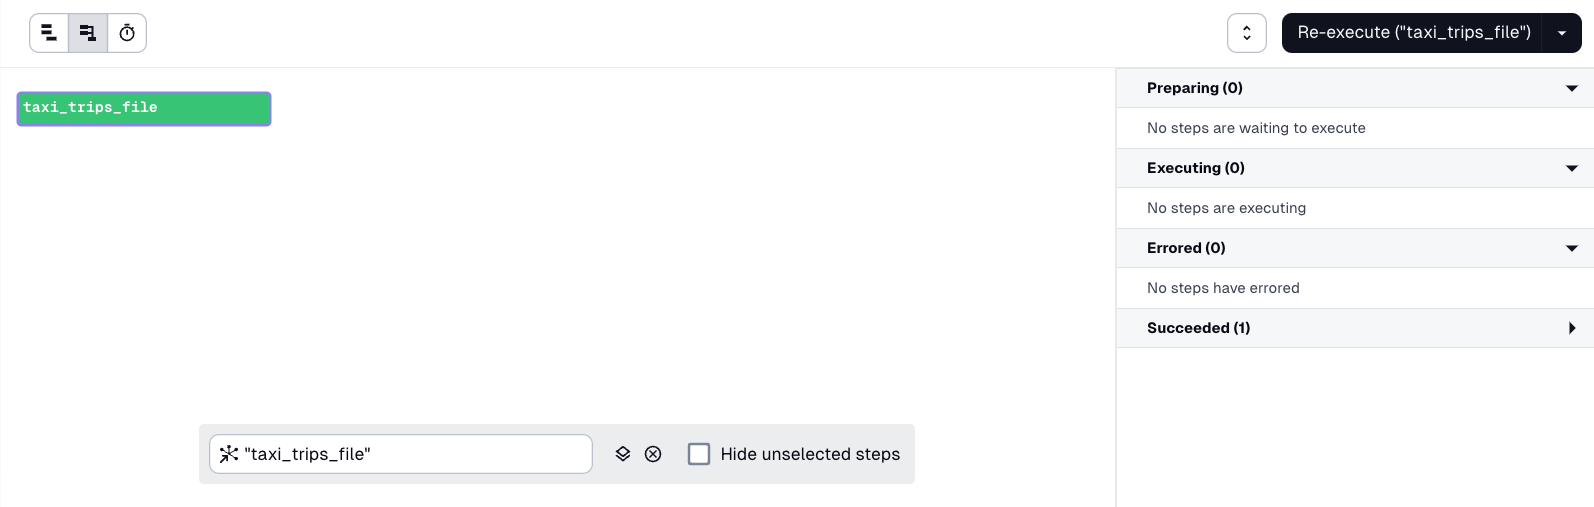 Re-execute ("taxi_trips_file")
taxi_trips_file
Preparing (0)
No steps are waiting to execute
Executing (0)
No steps are executing
Errored (0)
No steps have errored
Succeeded (1)
"taxi_trips_file"
Hide unselected steps